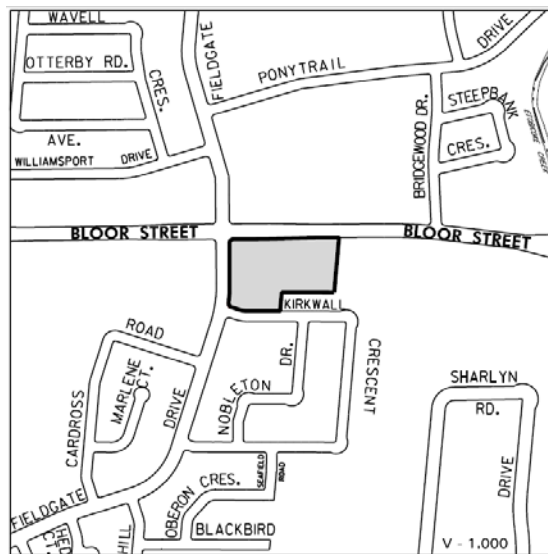 WAVELL
OTTERBY RD.
CRES.
AVE.
WILLIAMSPORT DRIVE
FIELDGATE
PONYTRAIL
DRIVE
STEEPBANK
CRES.
BRIDGEWOOD DR.
BLOOR STREET
BLOOR STREET
KIRKWALL
CRESCENT
ROAD
CARDROSS
MARLENE
CT.
DRIVE
NOBLETON
DR.
SHARLYN
RD.
DRIVE
FIELDGATE
OBERON CRES.
SEAFIELD
ROAD
BLACKBIRD
HILL
CT.
V - 1,000